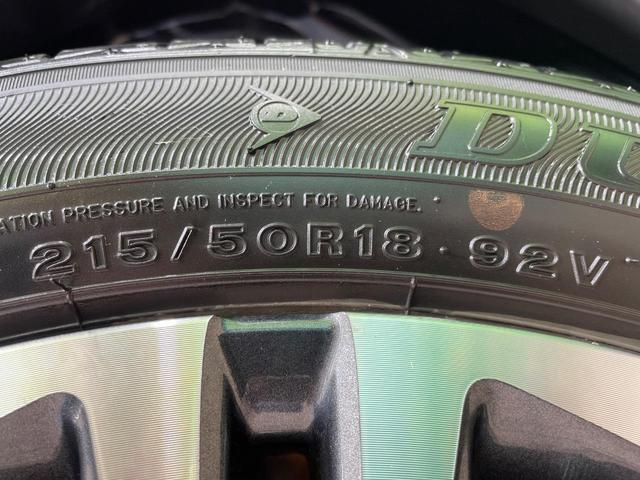 DU
ATION PRESSURE AND INSPECT FOR DAMAGE.
215/50R18 92V